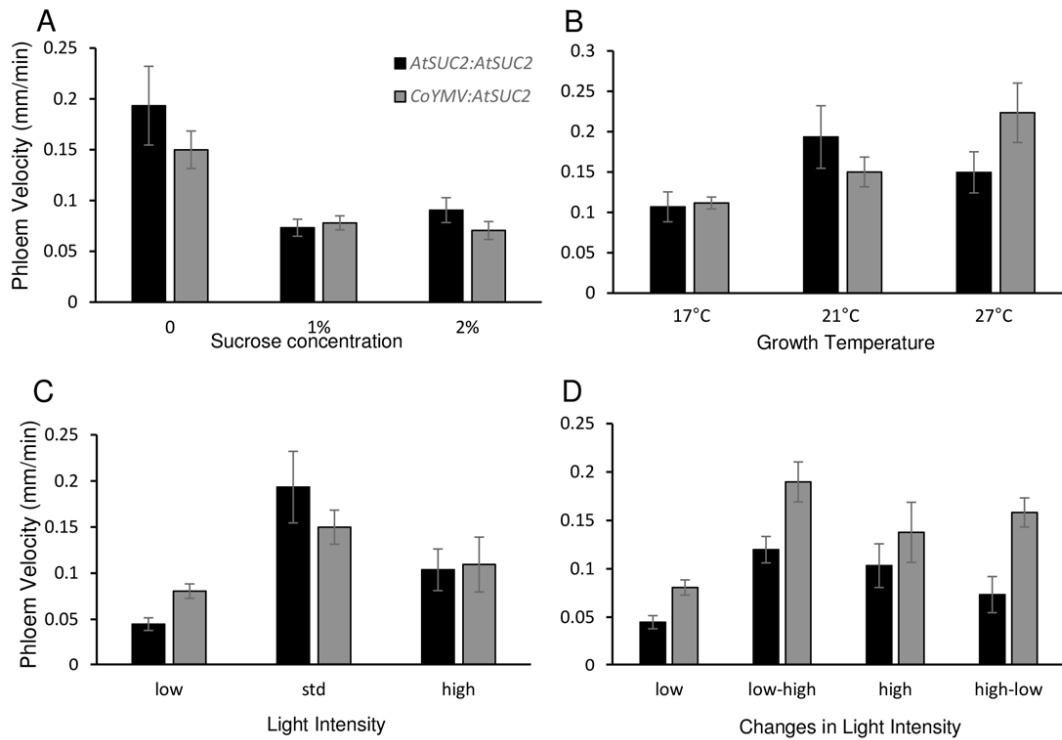 A
Phloem Velocity (mm/min)
0.25
0.2
0.15
0.1
0.05
0
AtSUC2:AtSUC2
CoYMV:AtSUC2
0 1% 2%
Sucrose concentration
B
0.3
0.25
0.2
0.15
0.1
0.05
0
17°C 21°C 27°C
Growth Temperature
C
Phloem Velocity (mm/min)
0.25
0.2
0.15
0.1
0.05
0
low std high
Light Intensity
D
0.25
0.2
0.15
0.1
0.05
0
low low-high high high-low
Changes in Light Intensity